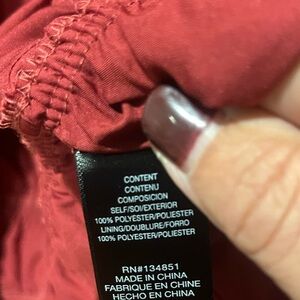 CONTENT
CONTENU
COMPOSICION
SELF/SOI/EXTERIOR
100% POLYESTER/POLIESTER
LINING/DOUBLURE/FORRO
100% POLYESTER/POLIESTER
RN#134851
MADE IN CHINA
FABRIQUE EN CHINE
HECHO EN CHINA